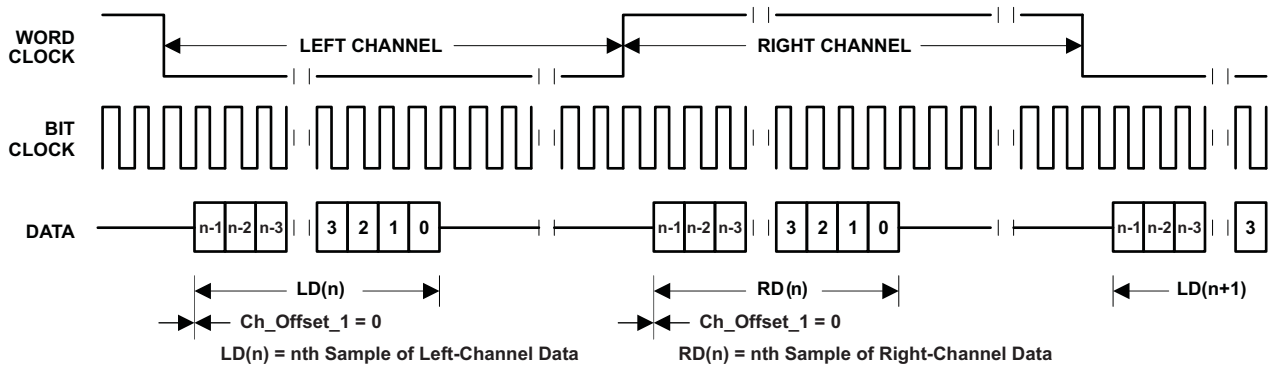 WORD CLOCK
LEFT CHANNEL
RIGHT CHANNEL
BIT CLOCK
DATA
n-1 n-2 n-3 3 2 1 0 n-1 n-2 n-3 3 2 1 0 n-1 n-2 n-3 3
LD(n) RD(n) LD(n+1)
Ch_Offset_1 = 0 Ch_Offset_1 = 0
LD(n) = nth Sample of Left-Channel Data RD(n) = nth Sample of Right-Channel Data